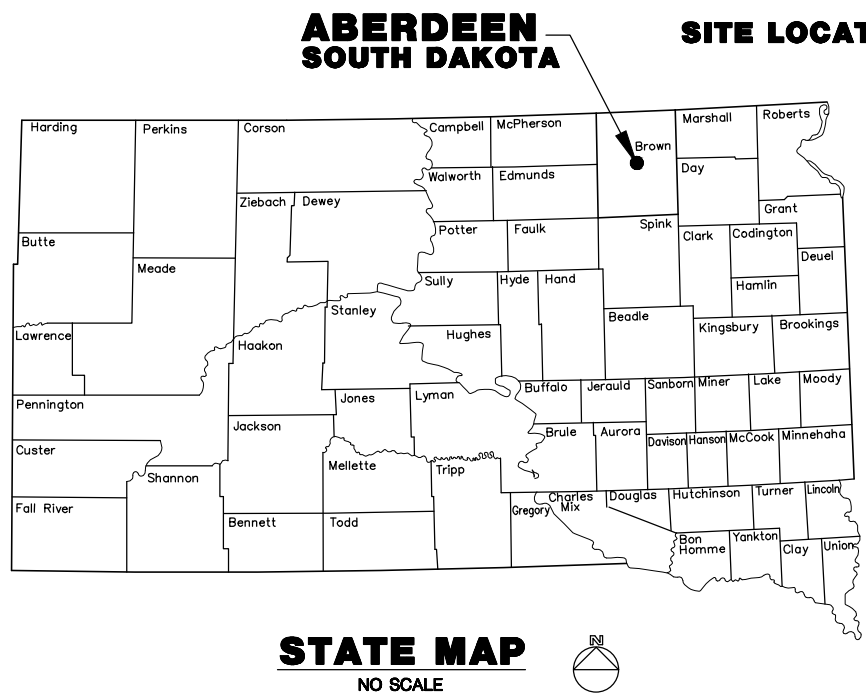 ABERDEEN
SOUTH DAKOTA
SITE LOCAT
Harding
Perkins
Corson
Campbell
McPherson
Brown
Marshall
Roberts
Walworth
Edmunds
Day
Ziebach
Dewey
Grant
Butte
Potter
Faulk
Spink
Clark
Codington
Deuel
Meade
Sully
Hyde
Hand
Hamlin
Stanley
Beadle
Lawrence
Haakon
Hughes
Kingsbury
Brookings
Pennington
Jones
Lyman
Buffalo
Jerauld
Sanborn
Miner
Lake
Moody
Jackson
Brule
Aurora
Davison
Hanson
McCook
Minnehaha
Custer
Shannon
Mellette
Tripp
Fall River
Bennett
Todd
Gregory
Charles
Mix
Douglas
Hutchinson
Turner
Lincoln
Bon
Homme
Yankton
Clay
Union
STATE MAP
NO SCALE
N